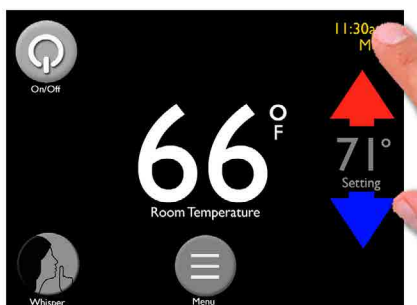 11:30a
M
On/Off
66°F
71°
Room Temperature
Setting
Whisper
Menu